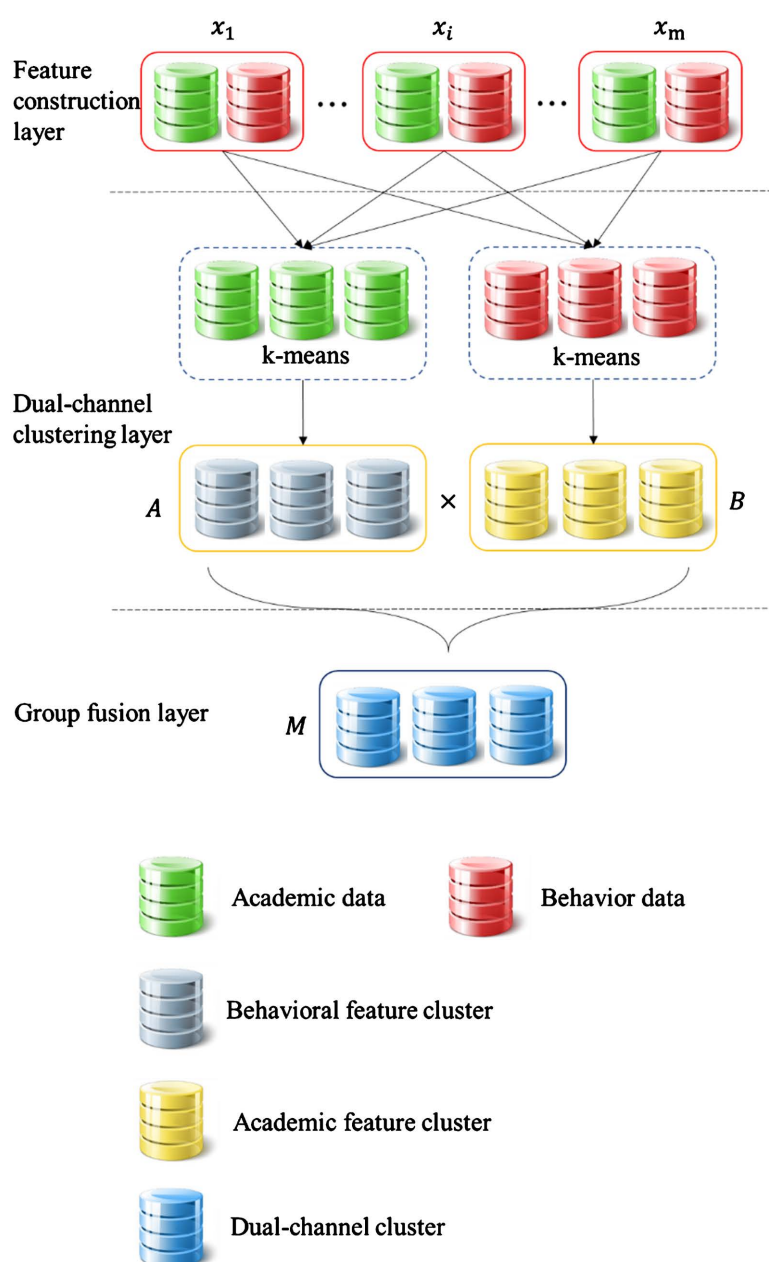 x₁
xᵢ
xₘ
Feature
construction
layer
...
...
k-means
k-means
Dual-channel
clustering layer
A
×
B
Group fusion layer
M
Academic data
Behavior data
Behavioral feature cluster
Academic feature cluster
Dual-channel cluster